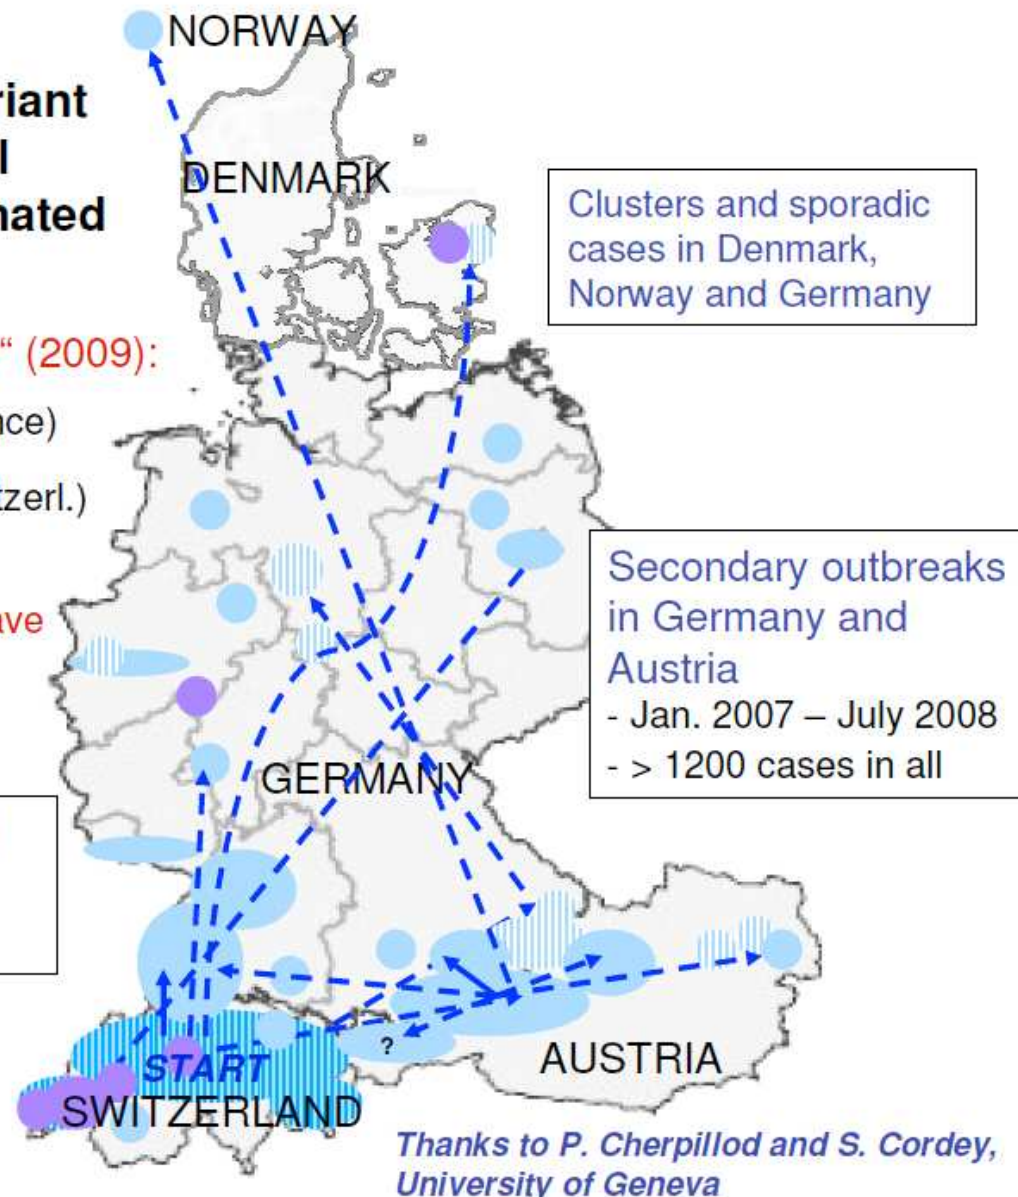 NORWAY
riant
l
nated
DENMARK
Clusters and sporadic
cases in Denmark,
Norway and Germany
“ (2009):
nce)
tzerl.)
ave
Secondary outbreaks
in Germany and
Austria
- Jan. 2007 – July 2008
- > 1200 cases in all
GERMANY
?
START
AUSTRIA
SWITZERLAND
Thanks to P. Cherpillod and S. Cordey,
University of Geneva